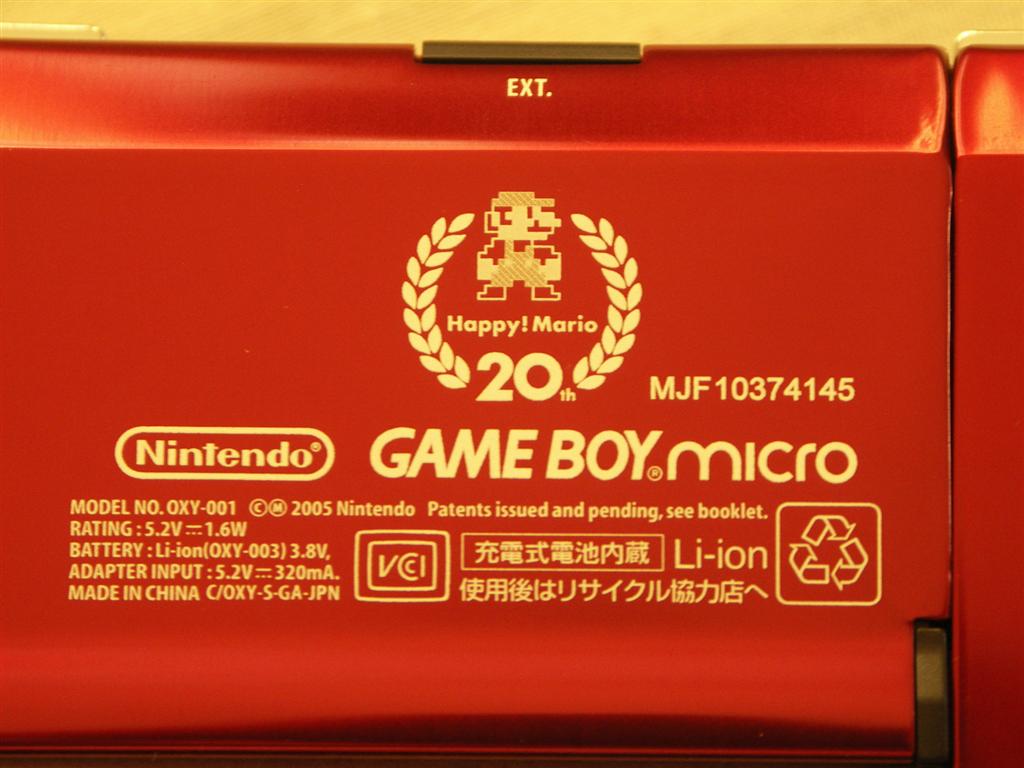 EXT.
Happy! Mario
20th
MJF10374145
Nintendo®
GAME BOY® micro
MODEL NO. OXY-001 ©Ⓜ 2005 Nintendo Patents issued and pending, see booklet.
RATING : 5.2V⎓1.6W
BATTERY : Li-ion(OXY-003) 3.8V,
ADAPTER INPUT : 5.2V⎓320mA.
MADE IN CHINA C/OXY-S-GA-JPN
VCCI
充電式電池内蔵 Li-ion
使用後はリサイクル協力店へ